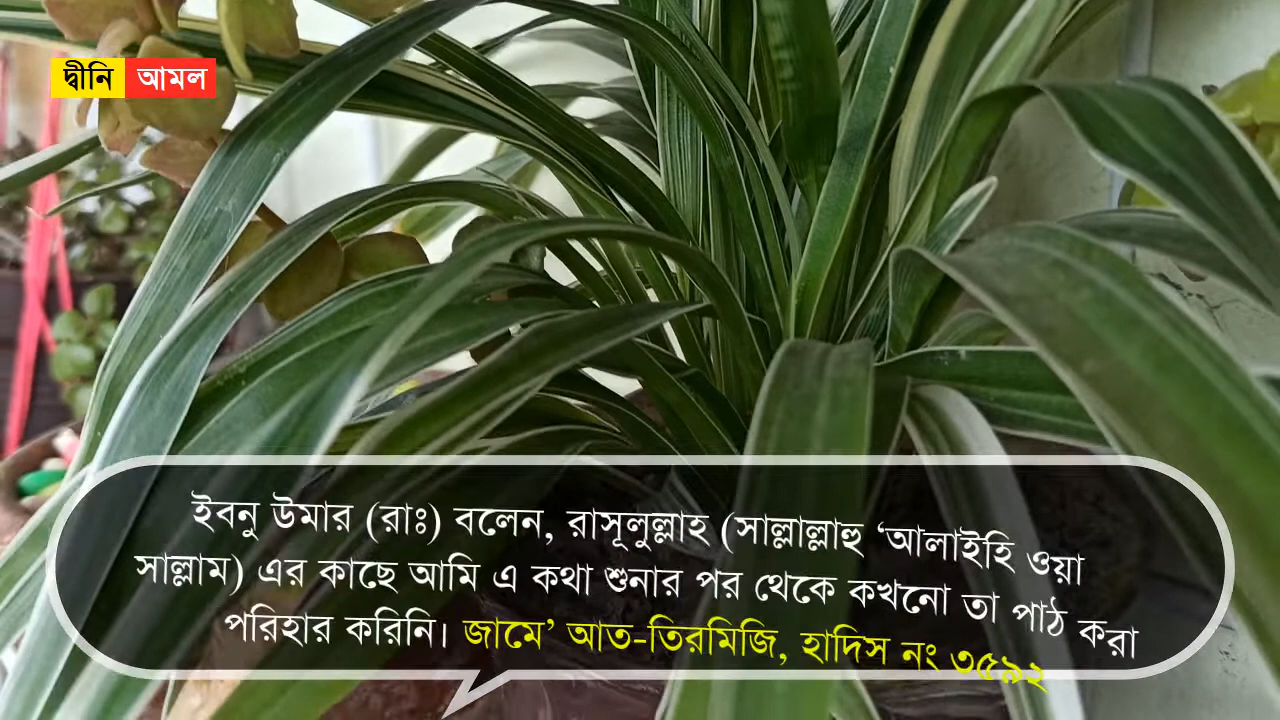 দ্বীনি আমল
ইবনু উমার (রাঃ) বলেন, রাসূলুল্লাহ (সাল্লাল্লাহু ‘আলাইহি ওয়া
সাল্লাম) এর কাছে আমি এ কথা শুনার পর থেকে কখনো তা পাঠ করা
পরিহার করিনি। জামে’ আত-তিরমিজি, হাদিস নং ৩৫৯২